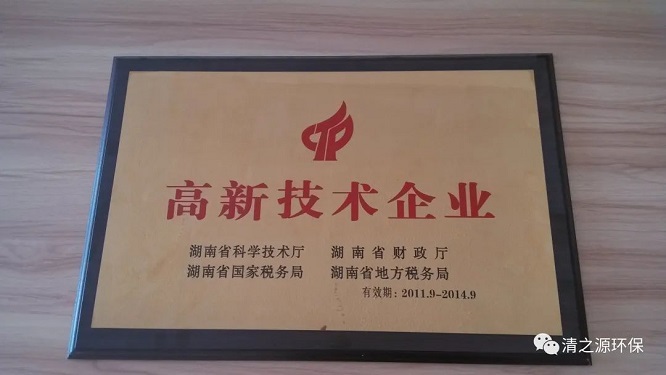 高新技术企业
湖南省科学技术厅 湖南省财政厅
湖南省国家税务局 湖南省地方税务局
有效期：2011.9-2014.9
清之源环保